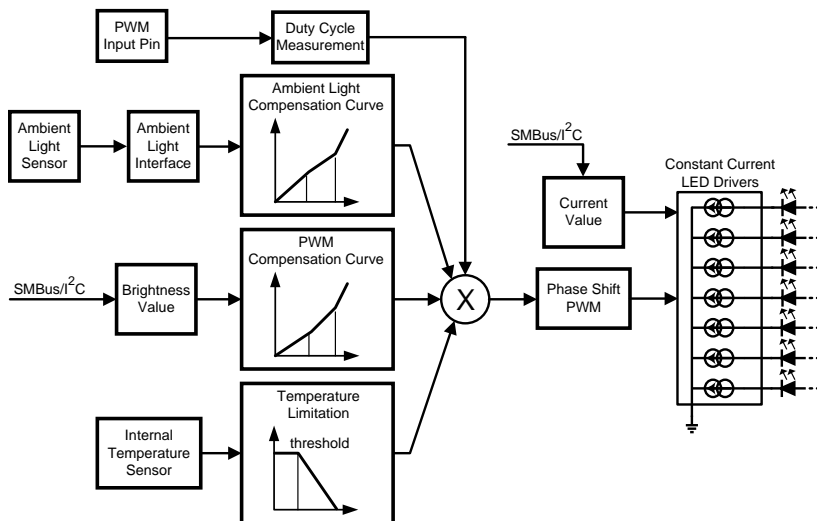 PWM
Input Pin
Duty Cycle
Measurement
Ambient Light
Compensation Curve
Ambient
Light
Sensor
Ambient
Light
Interface
SMBus/I²C
Current
Value
Constant Current
LED Drivers
PWM
Compensation Curve
SMBus/I²C
Brightness
Value
X
Phase Shift
PWM
Temperature
Limitation
threshold
Internal
Temperature
Sensor